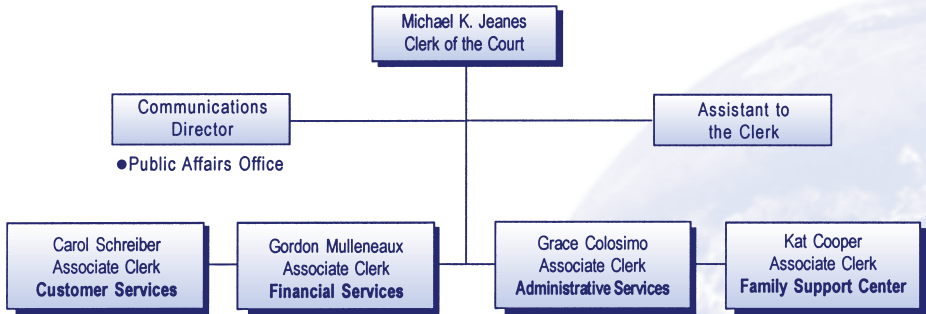 Michael K. Jeanes
Clerk of the Court
Communications
Director
Assistant to
the Clerk
●Public Affairs Office
Carol Schreiber
Associate Clerk
Customer Services
Gordon Mulleneaux
Associate Clerk
Financial Services
Grace Colosimo
Associate Clerk
Administrative Services
Kat Cooper
Associate Clerk
Family Support Center